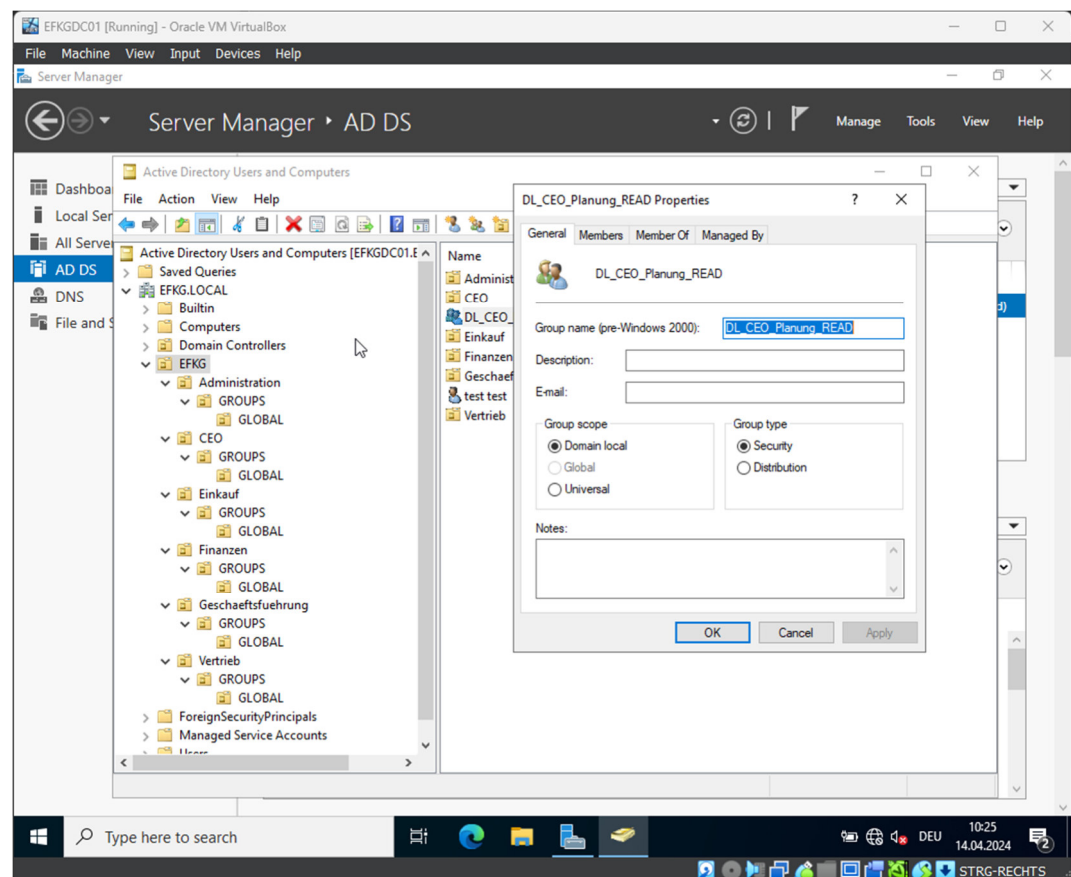 EFKGDC01 [Running] - Oracle VM VirtualBox
File Machine View Input Devices Help
Server Manager
Server Manager • AD DS
Manage Tools View Help
Dashboa
Local Ser
All Server
AD DS
DNS
File and S
Active Directory Users and Computers
File Action View Help
Active Directory Users and Computers [EFKGDC01.E
Saved Queries
EFKG.LOCAL
Builtin
Computers
Domain Controllers
EFKG
Administration
GROUPS
GLOBAL
CEO
GROUPS
GLOBAL
Einkauf
GROUPS
GLOBAL
Finanzen
GROUPS
GLOBAL
Geschaeftsfuehrung
GROUPS
GLOBAL
Vertrieb
GROUPS
GLOBAL
ForeignSecurityPrincipals
Managed Service Accounts
Users
Name
Administ
CEO
DL_CEO_
Einkauf
Finanzen
Geschaef
test test
Vertrieb
DL_CEO_Planung_READ Properties
General Members Member Of Managed By
DL_CEO_Planung_READ
Group name (pre-Windows 2000): DL_CEO_Planung_READ
Description:
E-mail:
Group scope Group type
Domain local Security
Global Distribution
Universal
Notes:
OK Cancel Apply
Type here to search
DEU
10:25
14.04.2024
2
STRG-RECHTS